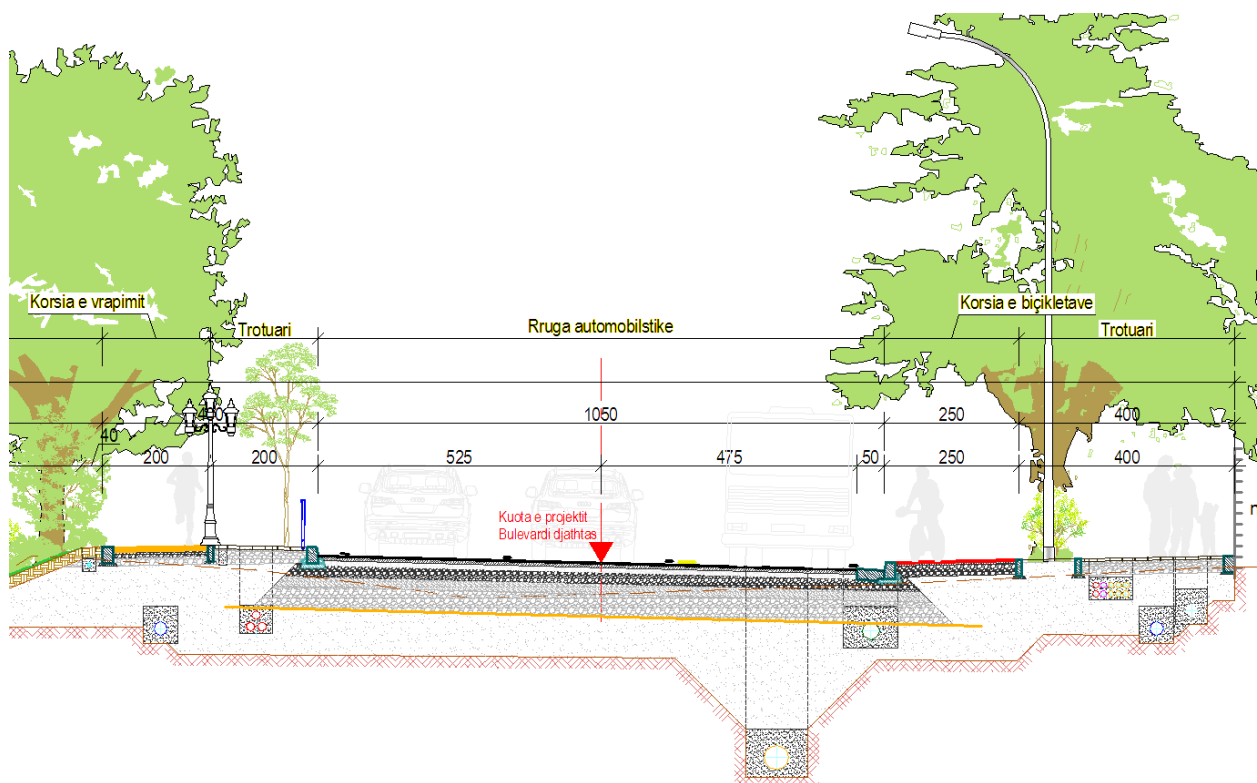 Korsia e vrapimit
Trotuari
Rruga automobilstike
Korsia e biçikletave
Trotuari
400
1050
250
400
40
200
200
525
475
50
250
400
Kuota e projektit
Bulevardi djathtas